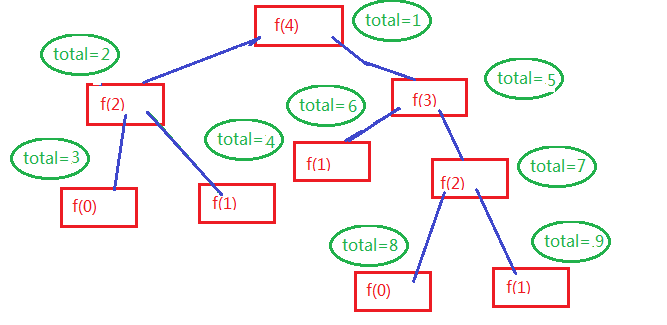 f(4)
total=1
total=2
f(2)
total=3
total=4
f(0)
f(1)
total=5
f(3)
total=6
f(1)
total=7
f(2)
total=8
total=.9
f(0)
f(1)